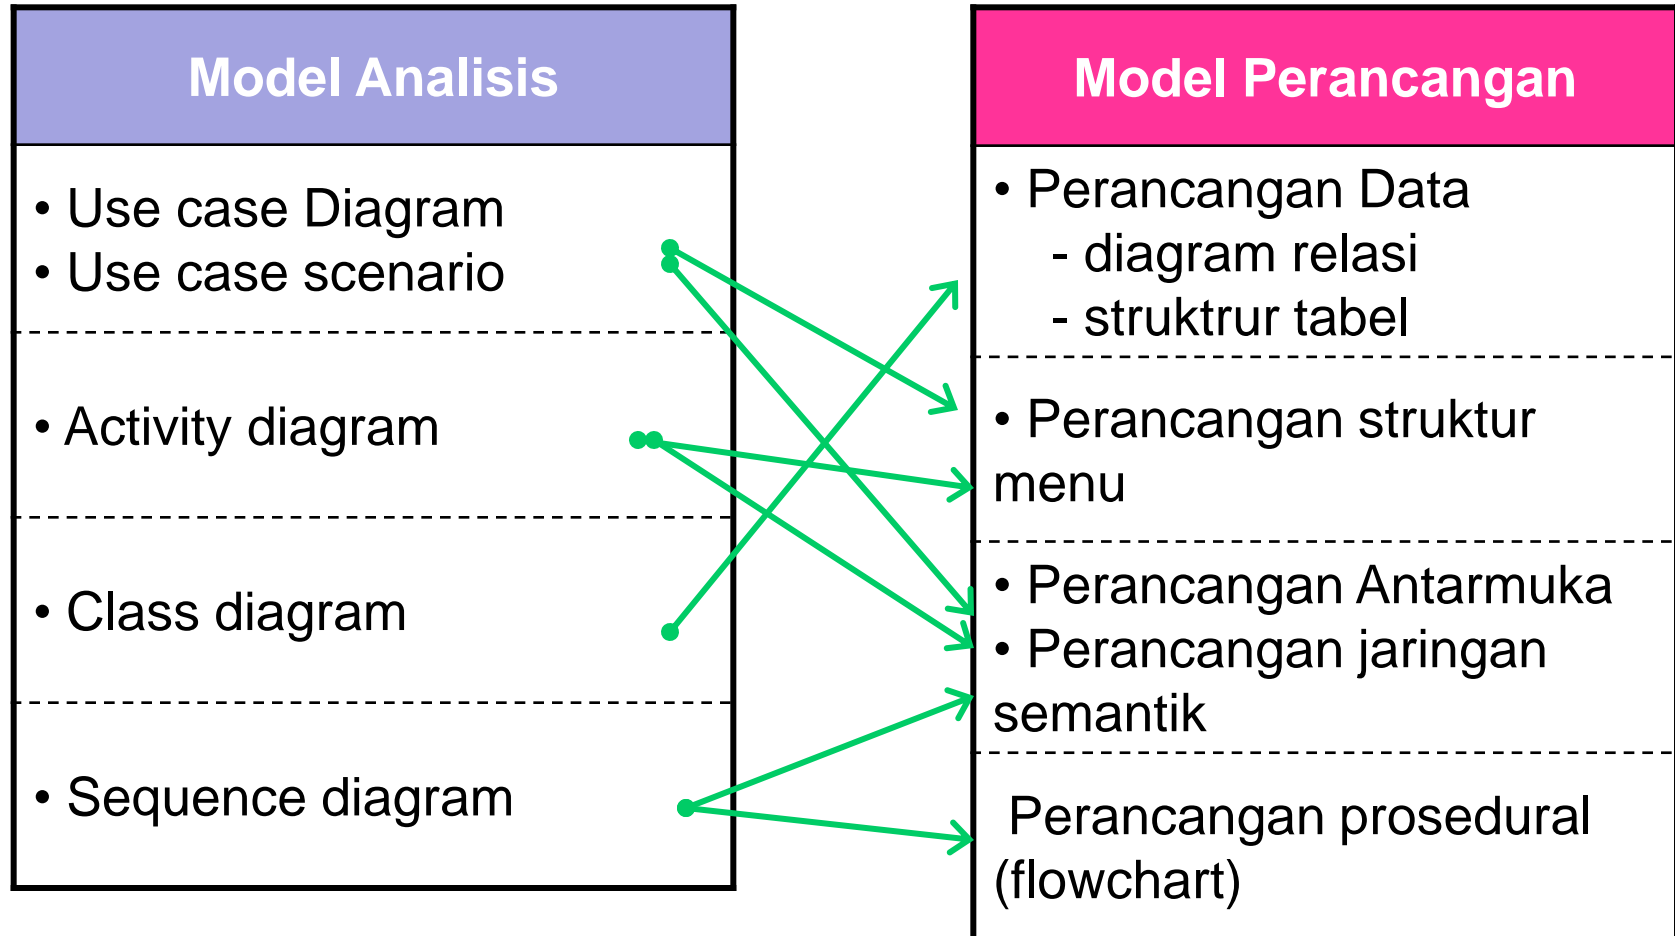 Model Analisis
• Use case Diagram
• Use case scenario
• Activity diagram
• Class diagram
• Sequence diagram
Model Perancangan
• Perancangan Data
- diagram relasi
- struktrur tabel
• Perancangan struktur
menu
• Perancangan Antarmuka
• Perancangan jaringan
semantik
Perancangan prosedural
(flowchart)